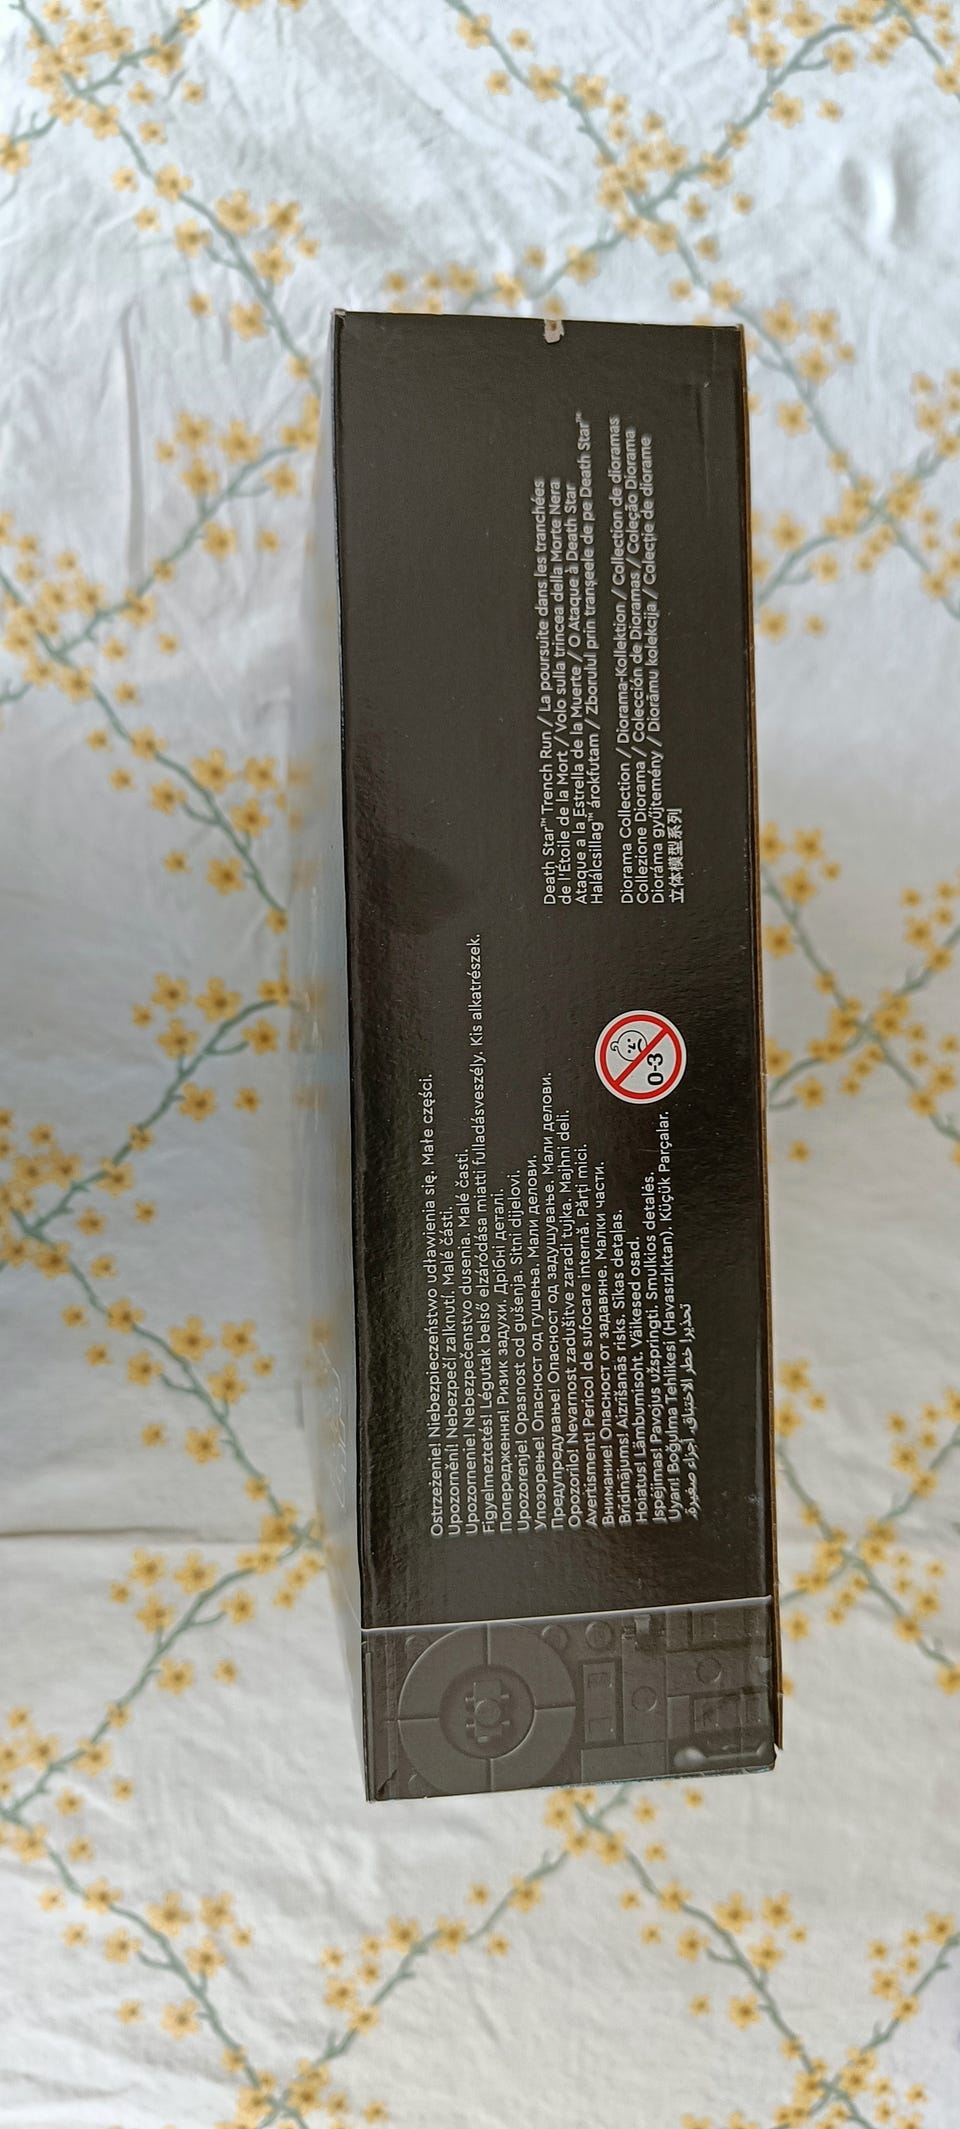 Ostrzeżenie! Niebezpieczeństwo udławienia się. Małe części.
Upozornění! Nebezpečí zalknutí. Malé části.
Upozornenie! Nebezpečenstvo dusenia. Malé časti.
Figyelmeztetés! Légutak belső elzáródása miatti fulladásveszély. Kis alkatrészek.
Попередження! Ризик задухи. Дрібні деталі.
Upozorenje! Opasnost od gušenja. Sitni dijelovi.
Упозорење! Опасност од гушења. Мали делови.
Предупредување! Опасност од задушување. Мали делови.
Opozorilo! Nevarnost zadušitve zaradi tujka. Majhni deli.
Avertisment! Pericol de sufocare internă. Părți mici.
Внимание! Опасност от задавяне. Малки части.
Brīdinājums! Aizrīšanās risks. Sīkas detaļas.
Hoiatus! Lämbumisoht. Väikesed osad.
Įspėjimas! Pavojus užspringti. Smulkios detalės.
Uyarı! Boğulma Tehlikesi (Havasızlıktan). Küçük Parçalar.
تحذير! خطر الاختناق. أجزاء صغيرة.
0-3
Death Star™ Trench Run / La poursuite dans les tranchées
de l'Étoile de la Mort / Volo sulla trincea della Morte Nera
Ataque a la Estrella de la Muerte / O Ataque à Death Star
Halálcsillag™ árokfutam / Zborulul prin tranșeele de pe Death Star™
Diorama Collection / Diorama-Kollektion / Collection de dioramas
Collezione Diorama / Colección de Dioramas / Coleção Diorama
Dioráma gyűjtemény / Diorāmu kolekcija / Colecție de diorame
立体模型系列